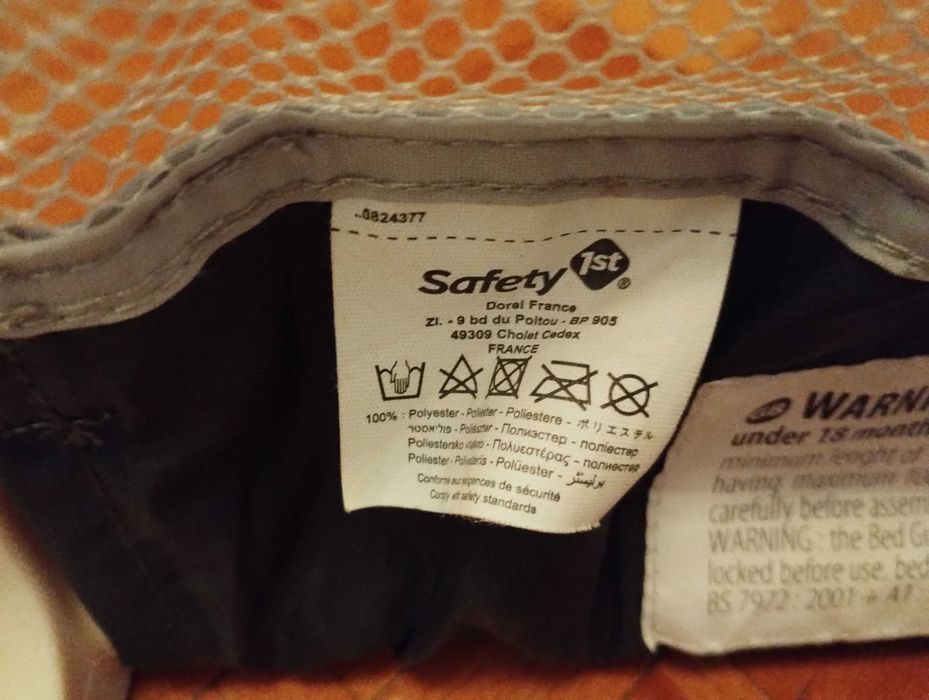 0824377
Safety 1st®
Dorel France
ZI. - 9 bd du Poitou - BP 905
49309 Cholet Cedex
FRANCE
100% : Polyester - Poliéster - Poliestere - ポリエステル
פוליאסטר - Poliészter - Полиэстер - поліестер
Poliestersko vlakno - Πολυεστέρας - полиестер
Poliester - Poliesteris - Polüester - بوليستر
Conforme aux exigences de sécurité
Comply with safety standards
WARNI
under 18 month
minimum lenght of
having maximum
carefully before assem
WARNING : the Bed Gu
locked before use. bed
BS 7972 : 2001 + A1 :